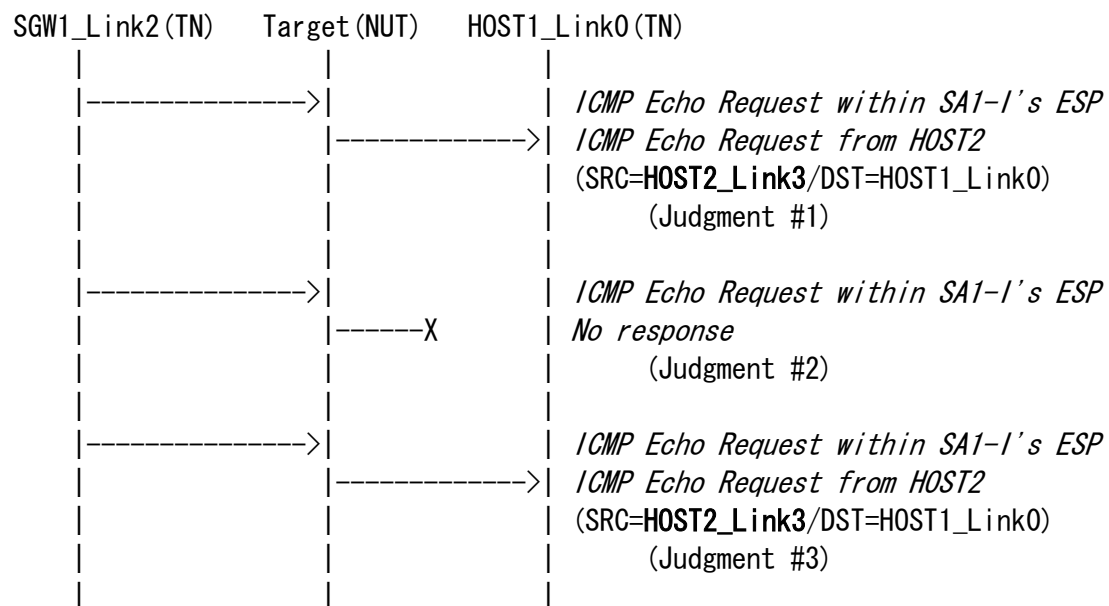 SGW1_Link2(TN) Target(NUT) HOST1_Link0(TN)
| | |
|--------------->| | ICMP Echo Request within SA1-I's ESP
| |------------->| ICMP Echo Request from HOST2
| | | (SRC=HOST2_Link3/DST=HOST1_Link0)
| | | (Judgment #1)
| | |
|--------------->| | ICMP Echo Request within SA1-I's ESP
| |------X | No response
| | | (Judgment #2)
| | |
|--------------->| | ICMP Echo Request within SA1-I's ESP
| |------------->| ICMP Echo Request from HOST2
| | | (SRC=HOST2_Link3/DST=HOST1_Link0)
| | | (Judgment #3)
| | |